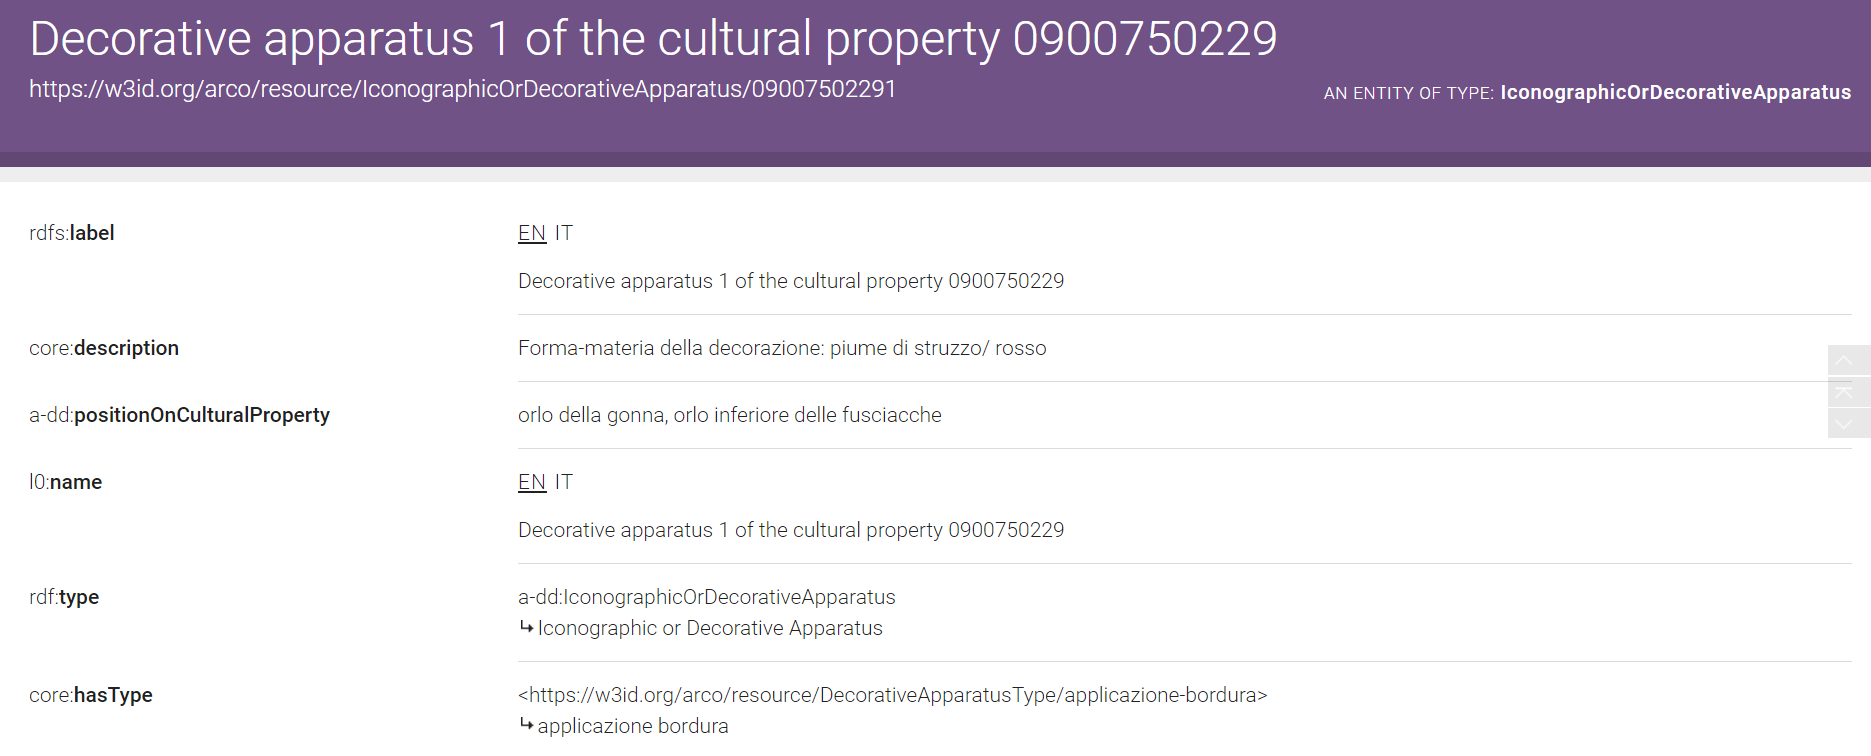 Decorative apparatus 1 of the cultural property 0900750229
https://w3id.org/arco/resource/IconographicOrDecorativeApparatus/09007502291
AN ENTITY OF TYPE: IconographicOrDecorativeApparatus
rdfs:label
EN IT
Decorative apparatus 1 of the cultural property 0900750229
core:description
Forma-materia della decorazione: piume di struzzo/ rosso
a-dd:positionOnCulturalProperty
orlo della gonna, orlo inferiore delle fusciacche
l0:name
EN IT
Decorative apparatus 1 of the cultural property 0900750229
rdf:type
a-dd:IconographicOrDecorativeApparatus
↳ Iconographic or Decorative Apparatus
core:hasType
<https://w3id.org/arco/resource/DecorativeApparatusType/applicazione-bordura>
↳ applicazione bordura